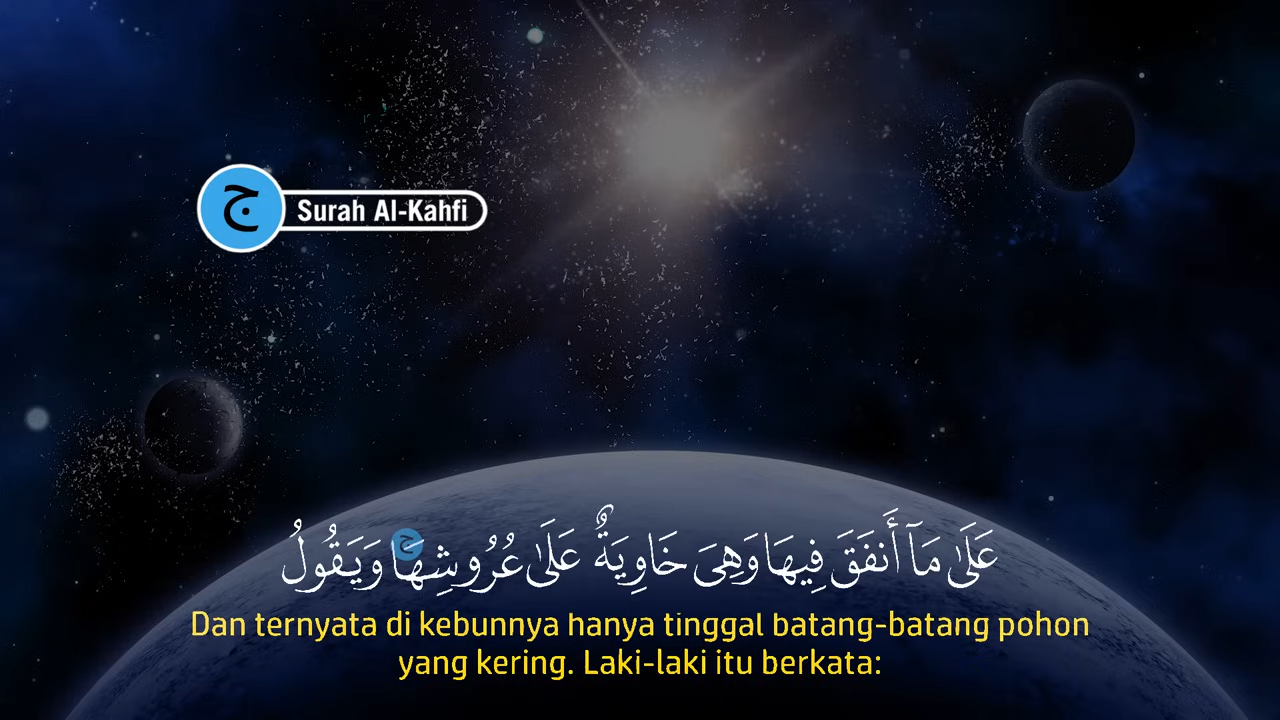 ج
Surah Al-Kahfi
عَلَىٰ مَآ أَنفَقَ فِيهَا وَهِىَ خَاوِيَةٌ عَلَىٰ عُرُوشِهَا ج وَيَقُولُ
Dan ternyata di kebunnya hanya tinggal batang-batang pohon
yang kering. Laki-laki itu berkata: